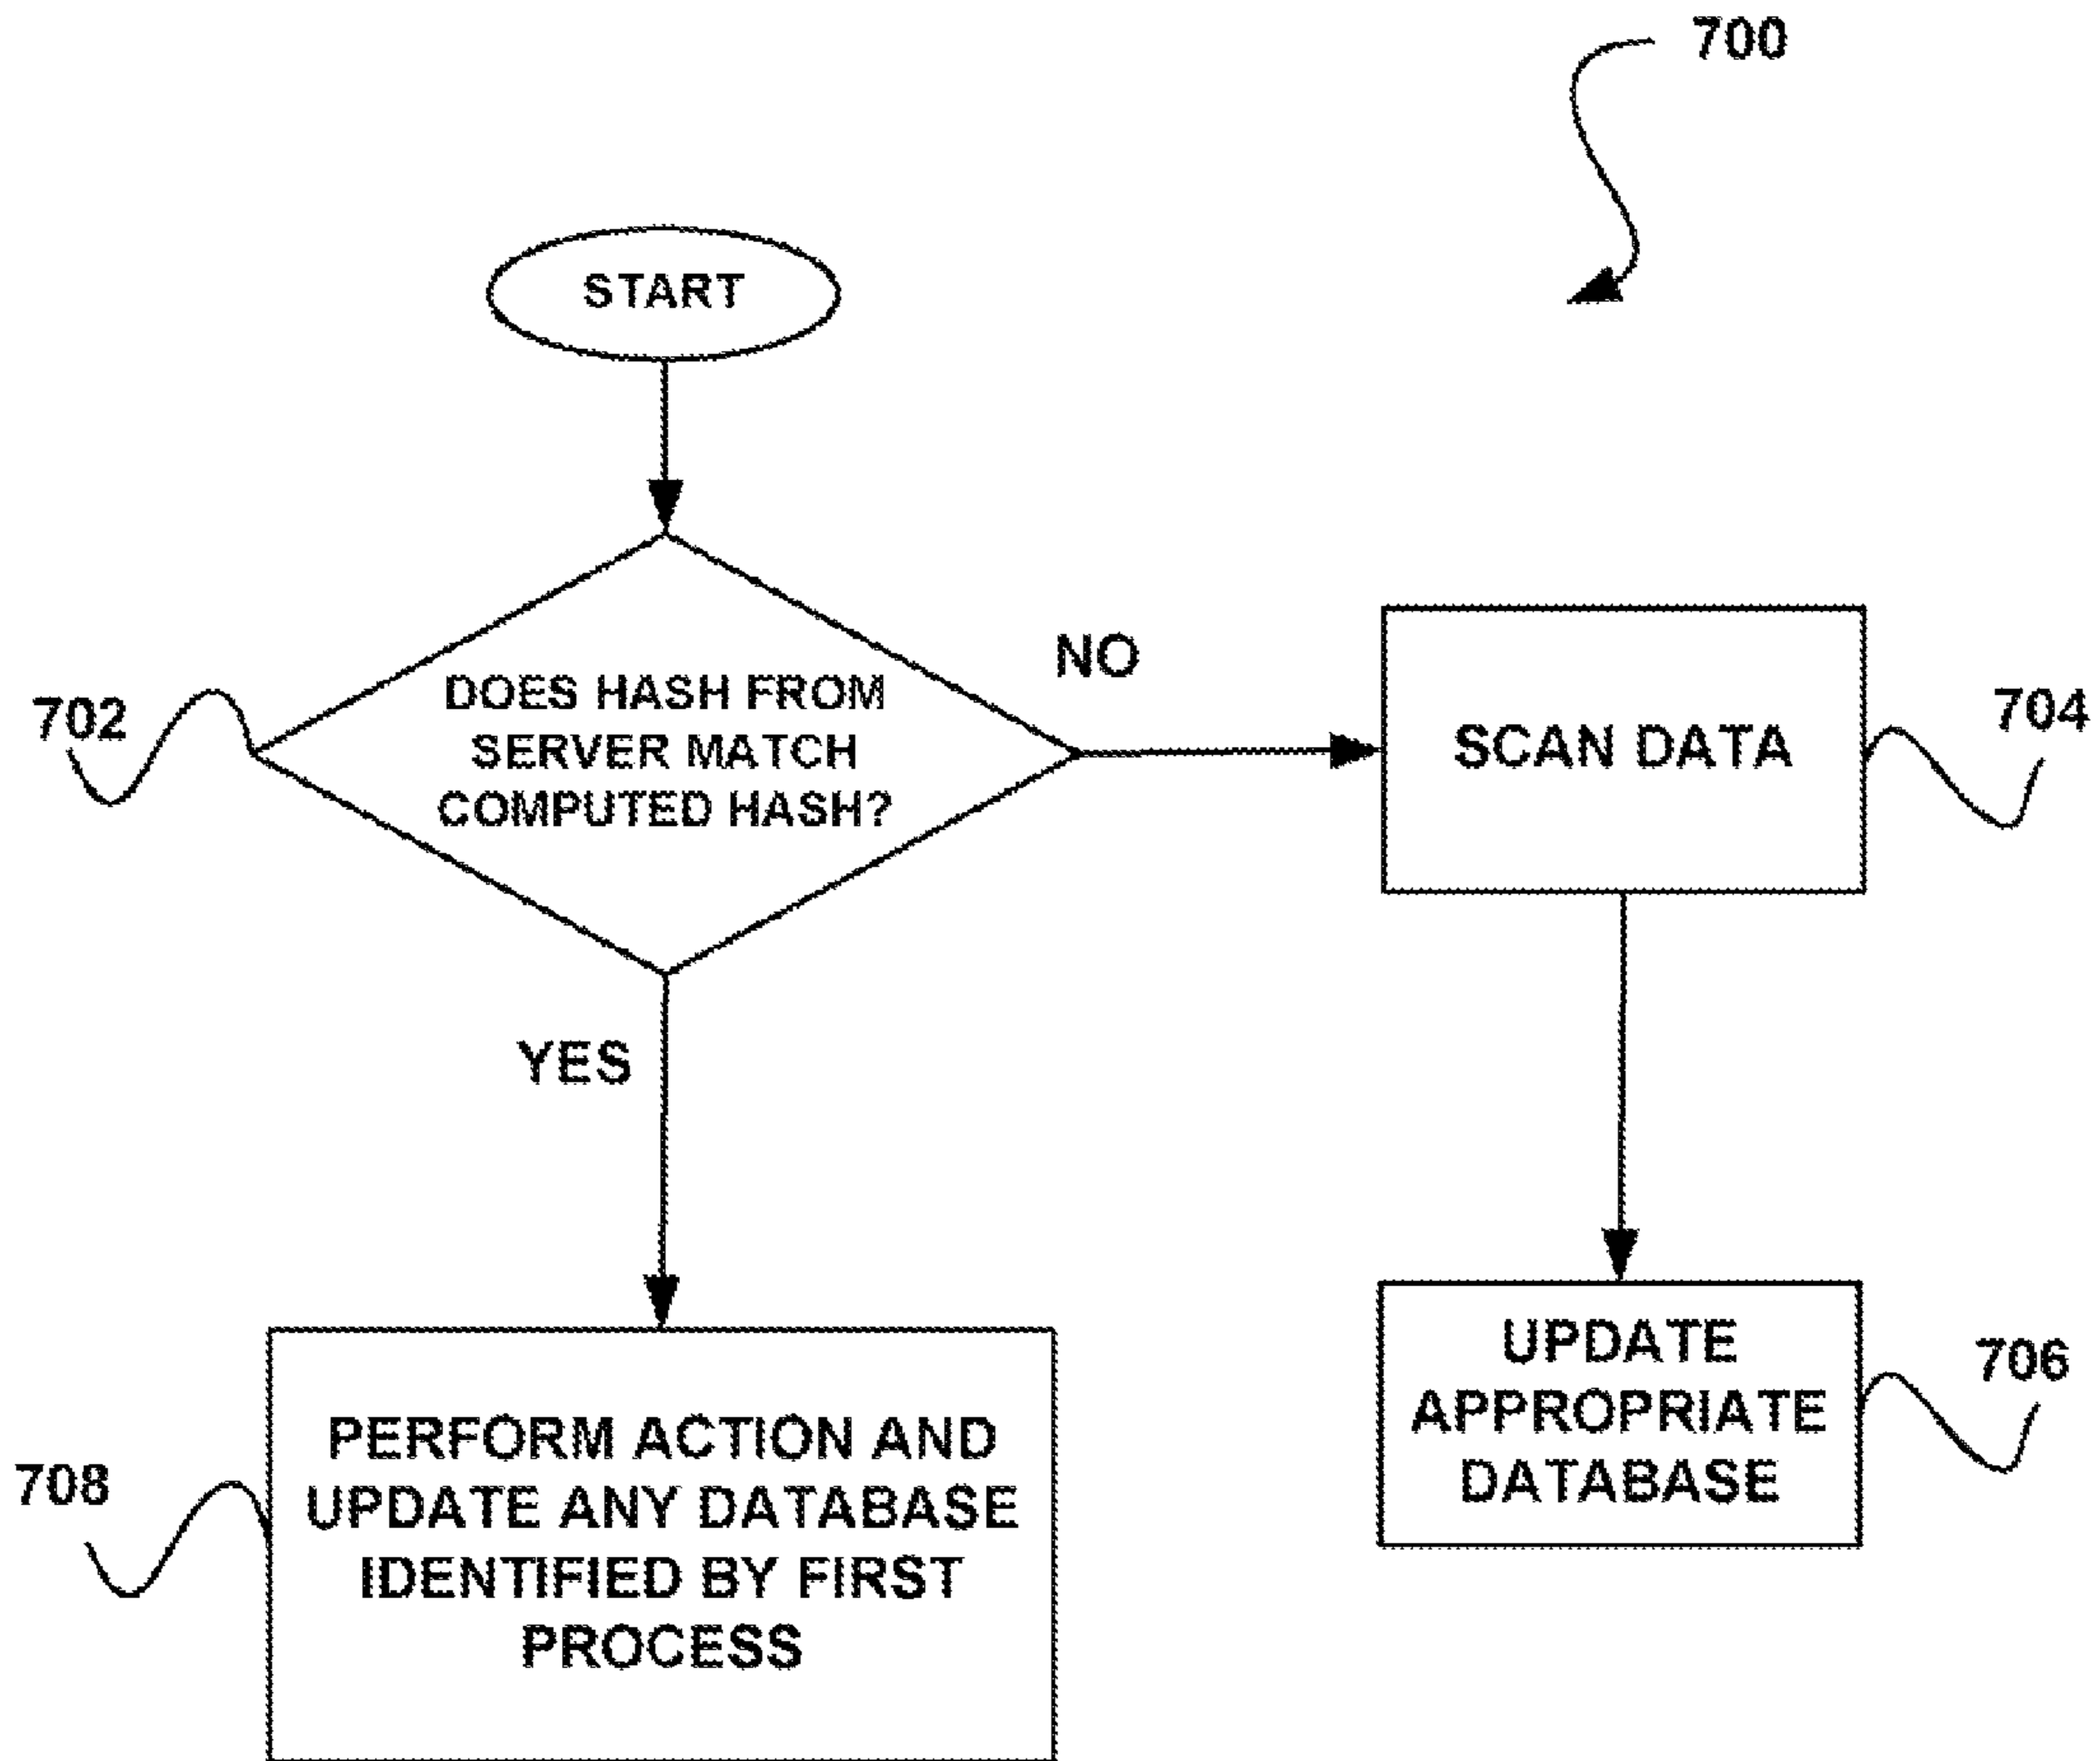 700
START
DOES HASH FROM
SERVER MATCH
COMPUTED HASH?
702
NO
SCAN DATA
704
YES
UPDATE
APPROPRIATE
DATABASE
706
PERFORM ACTION AND
UPDATE ANY DATABASE
IDENTIFIED BY FIRST
PROCESS
708